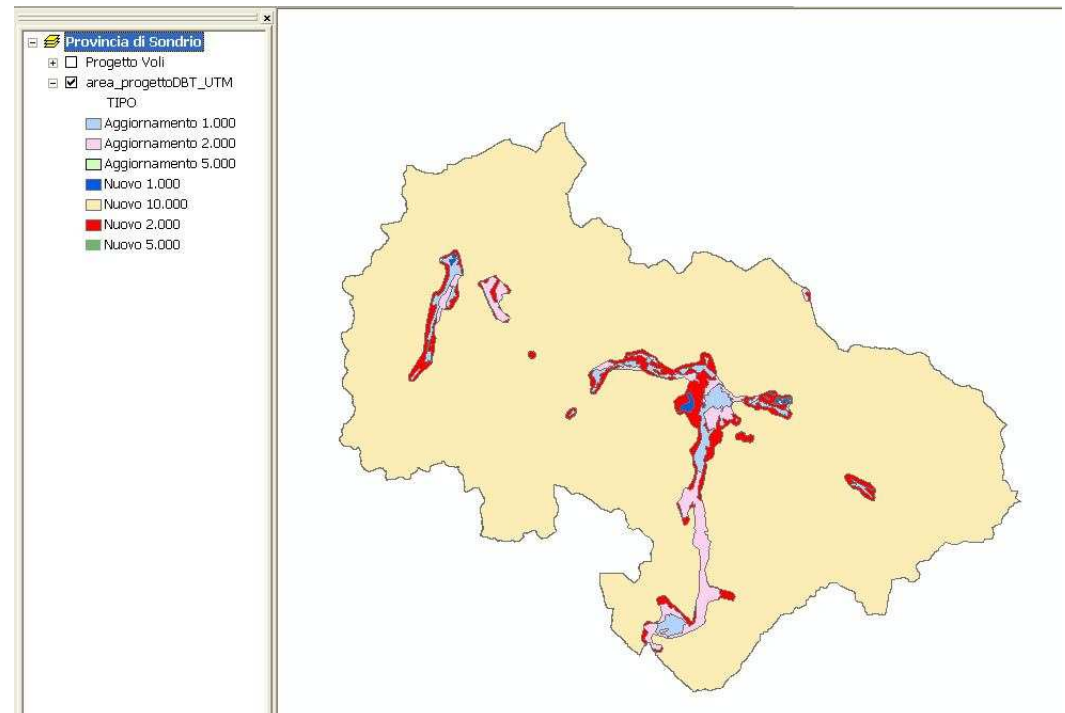 Provincia di Sondrio
Progetto Voli
area_progettoDBT_UTM
TIPO
Aggiornamento 1.000
Aggiornamento 2.000
Aggiornamento 5.000
Nuovo 1.000
Nuovo 10.000
Nuovo 2.000
Nuovo 5.000